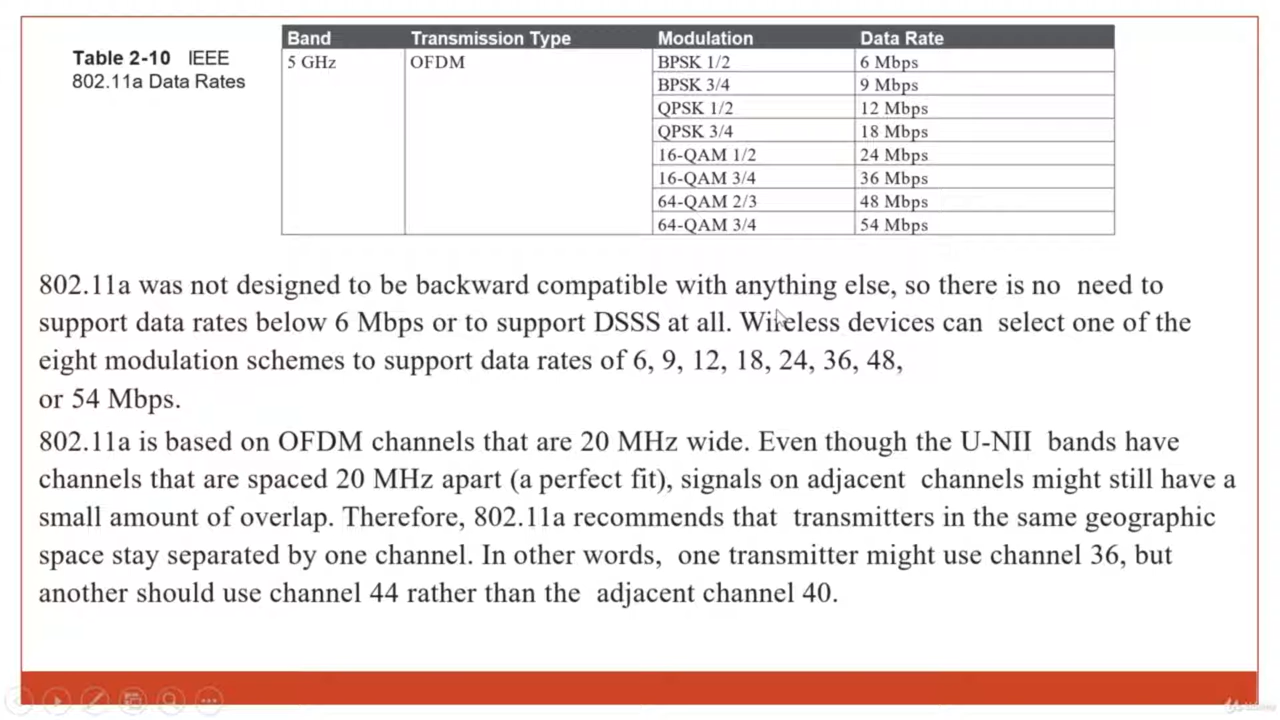 Table 2-10 IEEE
802.11a Data Rates
Band Transmission Type Modulation Data Rate
5 GHz OFDM BPSK 1/2 6 Mbps
BPSK 3/4 9 Mbps
QPSK 1/2 12 Mbps
QPSK 3/4 18 Mbps
16-QAM 1/2 24 Mbps
16-QAM 3/4 36 Mbps
64-QAM 2/3 48 Mbps
64-QAM 3/4 54 Mbps
802.11a was not designed to be backward compatible with anything else, so there is no need to
support data rates below 6 Mbps or to support DSSS at all. Wireless devices can select one of the
eight modulation schemes to support data rates of 6, 9, 12, 18, 24, 36, 48,
or 54 Mbps.
802.11a is based on OFDM channels that are 20 MHz wide. Even though the U-NII bands have
channels that are spaced 20 MHz apart (a perfect fit), signals on adjacent channels might still have a
small amount of overlap. Therefore, 802.11a recommends that transmitters in the same geographic
space stay separated by one channel. In other words, one transmitter might use channel 36, but
another should use channel 44 rather than the adjacent channel 40.